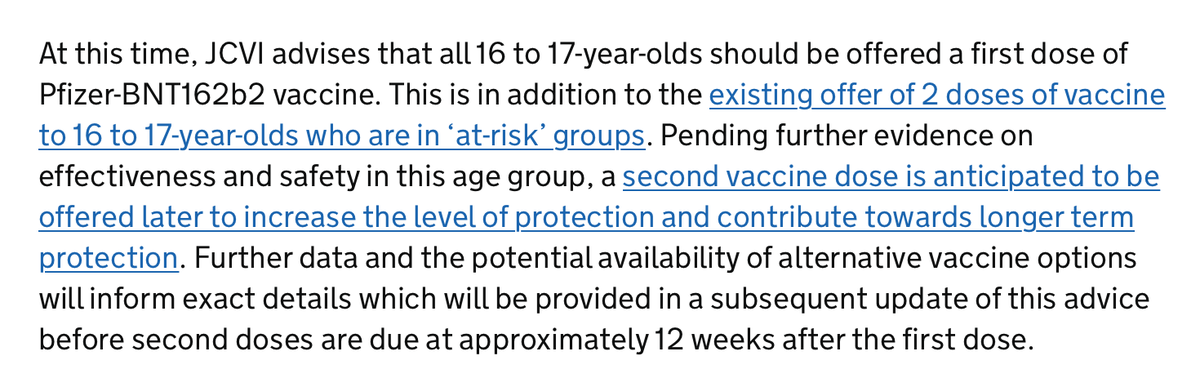 At this time, JCVI advises that all 16 to 17-year-olds should be offered a first dose of
Pfizer-BNT162b2 vaccine. This is in addition to the existing offer of 2 doses of vaccine
to 16 to 17-year-olds who are in ‘at-risk’ groups. Pending further evidence on
effectiveness and safety in this age group, a second vaccine dose is anticipated to be
offered later to increase the level of protection and contribute towards longer term
protection. Further data and the potential availability of alternative vaccine options
will inform exact details which will be provided in a subsequent update of this advice
before second doses are due at approximately 12 weeks after the first dose.